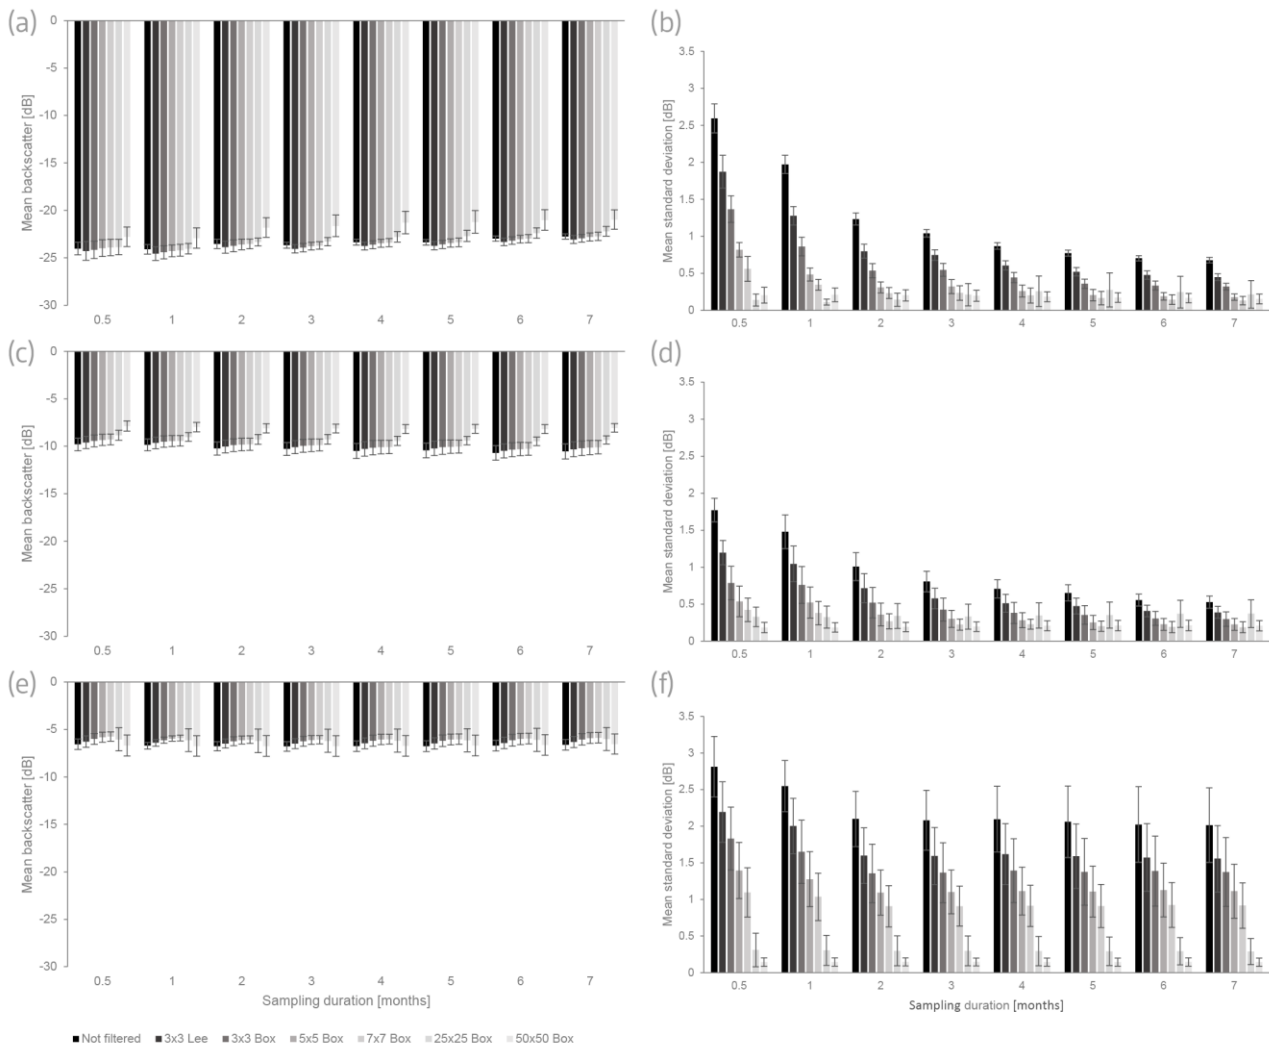 (a)
Mean backscatter [dB]
0
-5
-10
-15
-20
-25
-30
0.5 1 2 3 4 5 6 7
(b)
Mean standard deviation [dB]
3.5
3
2.5
2
1.5
1
0.5
0
0.5 1 2 3 4 5 6 7
(c)
Mean backscatter [dB]
0
-5
-10
-15
-20
-25
-30
0.5 1 2 3 4 5 6 7
(d)
Mean standard deviation [dB]
3.5
3
2.5
2
1.5
1
0.5
0
0.5 1 2 3 4 5 6 7
(e)
Mean backscatter [dB]
0
-5
-10
-15
-20
-25
-30
0.5 1 2 3 4 5 6 7
Sampling duration [months]
(f)
Mean standard deviation [dB]
3.5
3
2.5
2
1.5
1
0.5
0
0.5 1 2 3 4 5 6 7
Sampling duration [months]
Not filtered 3x3 Lee 3x3 Box 5x5 Box 7x7 Box 25x25 Box 50x50 Box